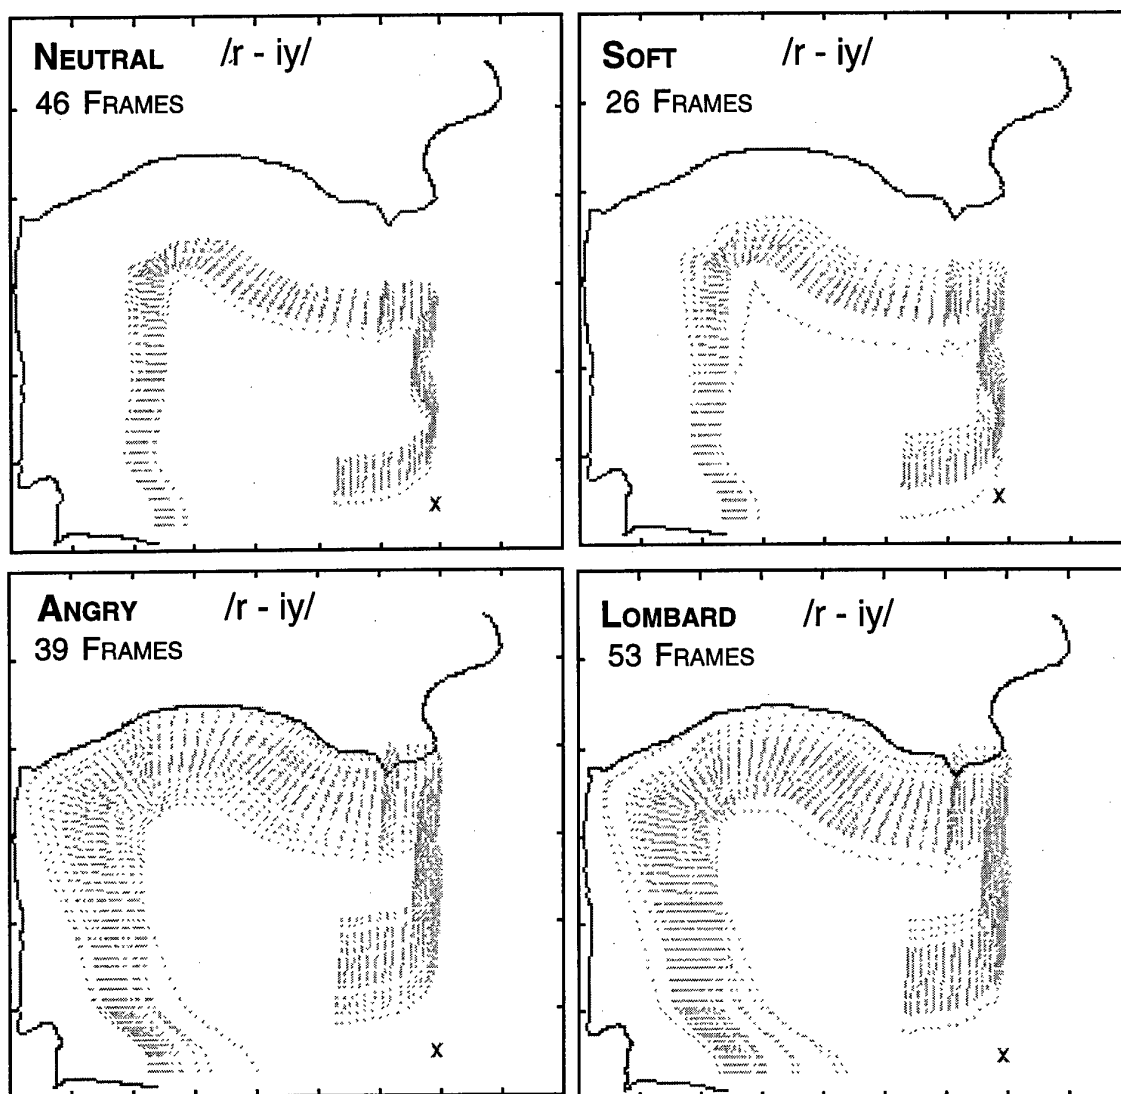 NEUTRAL /r - iy/
46 FRAMES
x
SOFT /r - iy/
26 FRAMES
x
ANGRY /r - iy/
39 FRAMES
x
LOMBARD /r - iy/
53 FRAMES
x